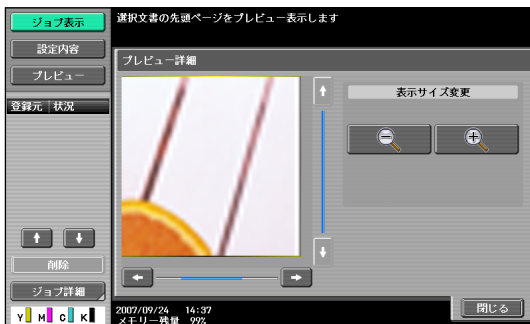 ジョブ表示
選択文書の先頭ページをプレビュー表示します
設定内容
プレビュー
登録元 状況
プレビュー詳細
表示サイズ変更
削除
ジョブ詳細
Y M C K
2007/09/24 14:37
メモリー残量 99%
閉じる